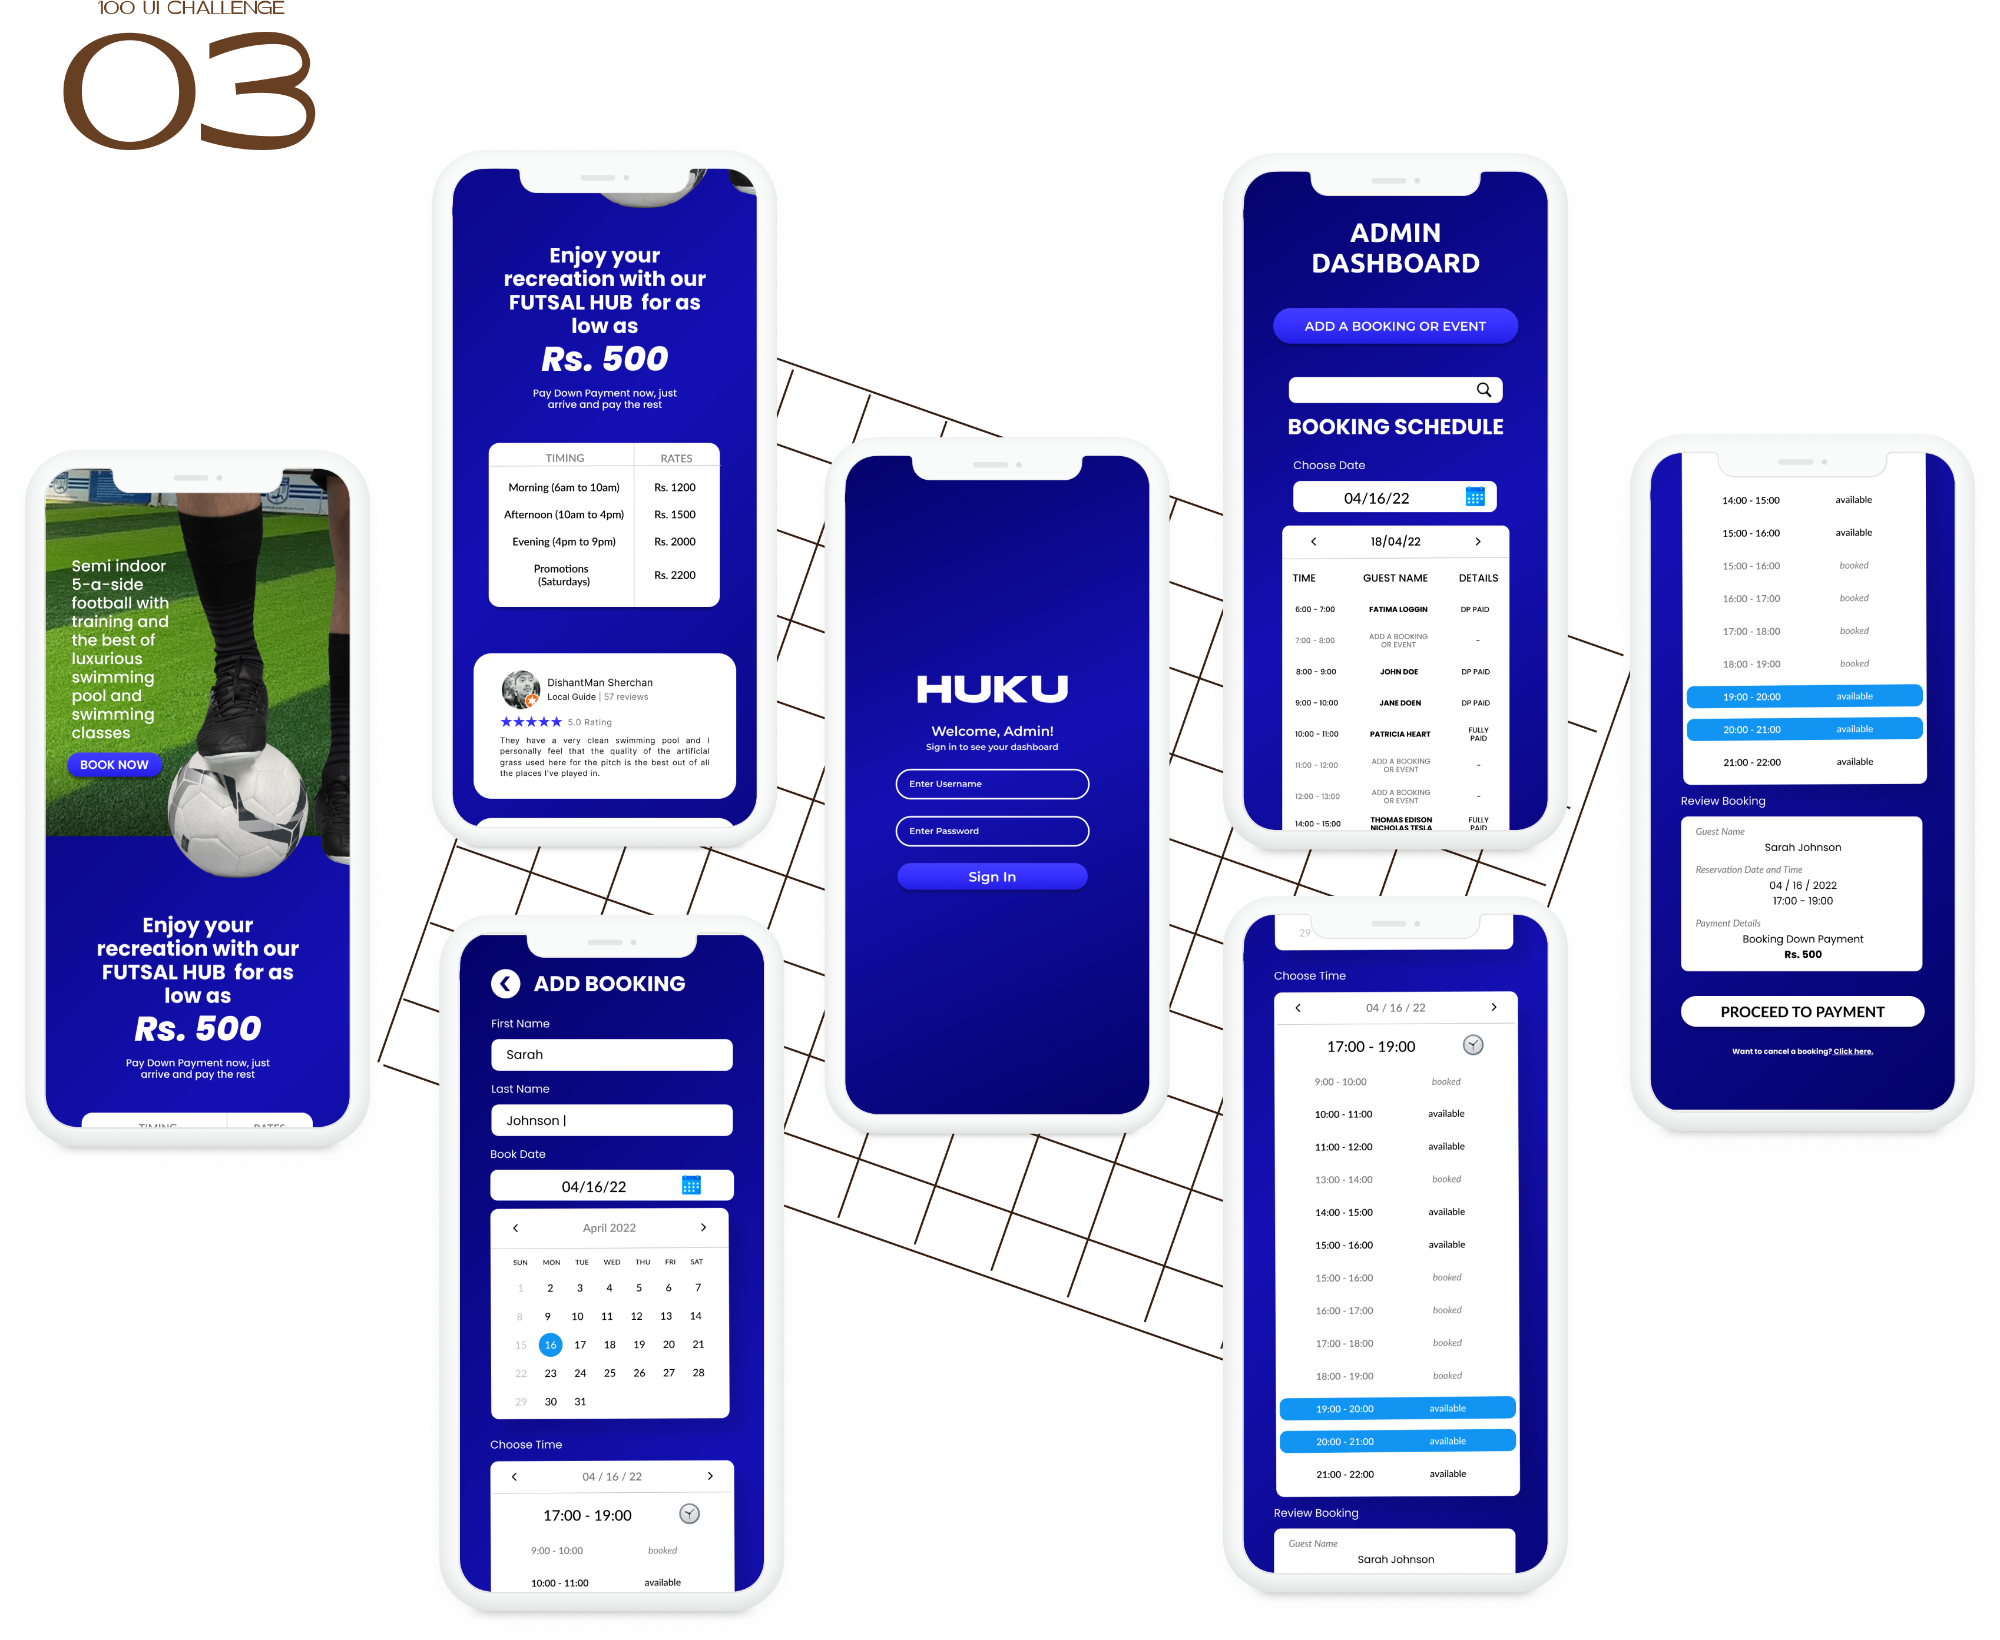 100 UI CHALLENGE
03
Semi indoor
5-a-side
football with
training and
the best of
luxurious
swimming
pool and
swimming
classes
BOOK NOW
Enjoy your
recreation with our
FUTSAL HUB for as
low as
Rs. 500
Pay Down Payment now, just
arrive and pay the rest
TIMING RATES
Enjoy your
recreation with our
FUTSAL HUB for as
low as
Rs. 500
Pay Down Payment now, just
arrive and pay the rest
TIMING RATES
Morning (6am to 10am) Rs. 1200
Afternoon (10am to 4pm) Rs. 1500
Evening (4pm to 9pm) Rs. 2000
Promotions
(Saturdays) Rs. 2200
DishantMan Sherchan
Local Guide | 57 reviews
5.0 Rating
They have a very clean swimming pool and I
personally feel that the quality of the artificial
grass used here for the pitch is the best out of all
the places I've played in.
ADD BOOKING
First Name
Sarah
Last Name
Johnson |
Book Date
04/16/22
April 2022
SUN MON TUE WED THU FRI SAT
1 2 3 4 5 6 7
8 9 10 11 12 13 14
15 16 17 18 19 20 21
22 23 24 25 26 27 28
29 30 31
Choose Time
04 / 16 / 22
17:00 - 19:00
9:00 - 10:00 booked
10:00 - 11:00 available
HUKU
Welcome, Admin!
Sign in to see your dashboard
Enter Username
Enter Password
Sign In
ADMIN
DASHBOARD
ADD A BOOKING OR EVENT
BOOKING SCHEDULE
Choose Date
04/16/22
18/04/22
TIME GUEST NAME DETAILS
6:00 - 7:00 FATIMA LOGGIN DP PAID
7:00 - 8:00 ADD A BOOKING OR EVENT -
8:00 - 9:00 JOHN DOE DP PAID
9:00 - 10:00 JANE DOEN DP PAID
10:00 - 11:00 PATRICIA HEART FULLY PAID
11:00 - 12:00 ADD A BOOKING OR EVENT -
12:00 - 13:00 ADD A BOOKING OR EVENT -
14:00 - 15:00 THOMAS EDISON FULLY
NICHOLAS TESLA PAID
29
Choose Time
04 / 16 / 22
17:00 - 19:00
9:00 - 10:00 booked
10:00 - 11:00 available
11:00 - 12:00 available
13:00 - 14:00 booked
14:00 - 15:00 available
15:00 - 16:00 available
15:00 - 16:00 booked
16:00 - 17:00 booked
17:00 - 18:00 booked
18:00 - 19:00 booked
19:00 - 20:00 available
20:00 - 21:00 available
21:00 - 22:00 available
Review Booking
Guest Name
Sarah Johnson
14:00 - 15:00 available
15:00 - 16:00 available
15:00 - 16:00 booked
16:00 - 17:00 booked
17:00 - 18:00 booked
18:00 - 19:00 booked
19:00 - 20:00 available
20:00 - 21:00 available
21:00 - 22:00 available
Review Booking
Guest Name
Sarah Johnson
Reservation Date and Time
04 / 16 / 2022
17:00 - 19:00
Payment Details
Booking Down Payment
Rs. 500
PROCEED TO PAYMENT
Want to cancel a booking? Click here.